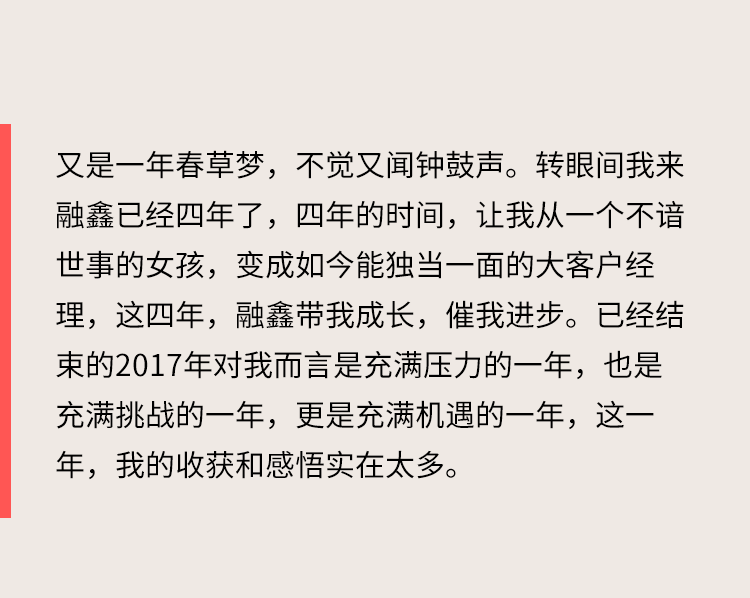 又是一年春草梦，不觉又闻钟鼓声。转眼间我来
融鑫已经四年了，四年的时间，让我从一个不谙
世事的女孩，变成如今能独当一面的大客户经
理，这四年，融鑫带我成长，催我进步。已经结
束的2017年对我而言是充满压力的一年，也是
充满挑战的一年，更是充满机遇的一年，这一
年，我的收获和感悟实在太多。